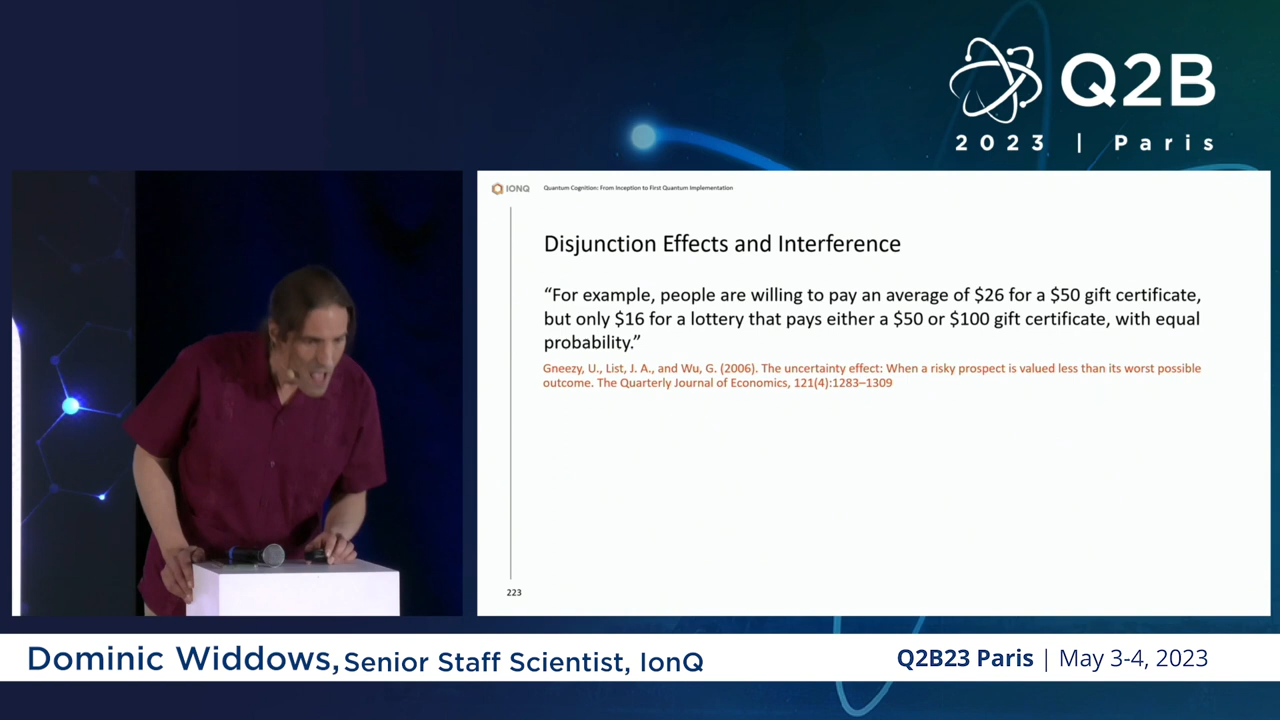 Q2B
2023 | Paris
IONQ
Quantum Cognition: From Inception to First Quantum Implementation
Disjunction Effects and Interference
“For example, people are willing to pay an average of $26 for a $50 gift certificate,
but only $16 for a lottery that pays either a $50 or $100 gift certificate, with equal
probability.”
Gneezy, U., List, J. A., and Wu, G. (2006). The uncertainty effect: When a risky prospect is valued less than its worst possible
outcome. The Quarterly Journal of Economics, 121(4):1283–1309
223
Dominic Widdows, Senior Staff Scientist, IonQ
Q2B23 Paris | May 3-4, 2023